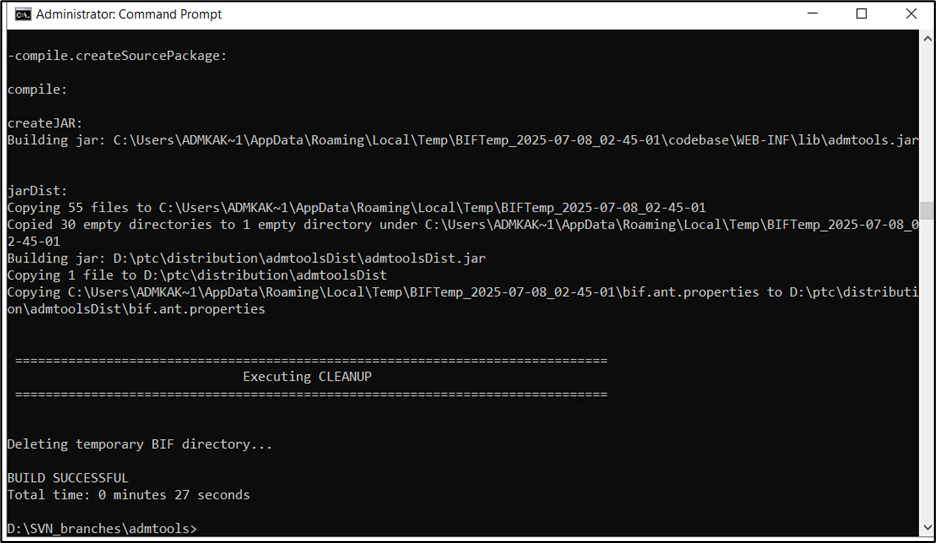 Administrator: Command Prompt
-compile.createSourcePackage:
compile:
createJAR:
Building jar: C:\Users\ADMKAK~1\AppData\Roaming\Local\Temp\BIFTemp_2025-07-08_02-45-01\codebase\WEB-INF\lib\admtools.jar
jarDist:
Copying 55 files to C:\Users\ADMKAK~1\AppData\Roaming\Local\Temp\BIFTemp_2025-07-08_02-45-01
Copied 30 empty directories to 1 empty directory under C:\Users\ADMKAK~1\AppData\Roaming\Local\Temp\BIFTemp_2025-07-08_0
2-45-01
Building jar: D:\ptc\distribution\admtoolsDist\admtoolsDist.jar
Copying 1 file to D:\ptc\distribution\admtoolsDist
Copying C:\Users\ADMKAK~1\AppData\Roaming\Local\Temp\BIFTemp_2025-07-08_02-45-01\bif.ant.properties to D:\ptc\distributi
on\admtoolsDist\bif.ant.properties
===============================================================================
Executing CLEANUP
===============================================================================
Deleting temporary BIF directory...
BUILD SUCCESSFUL
Total time: 0 minutes 27 seconds
D:\SVN_branches\admtools>